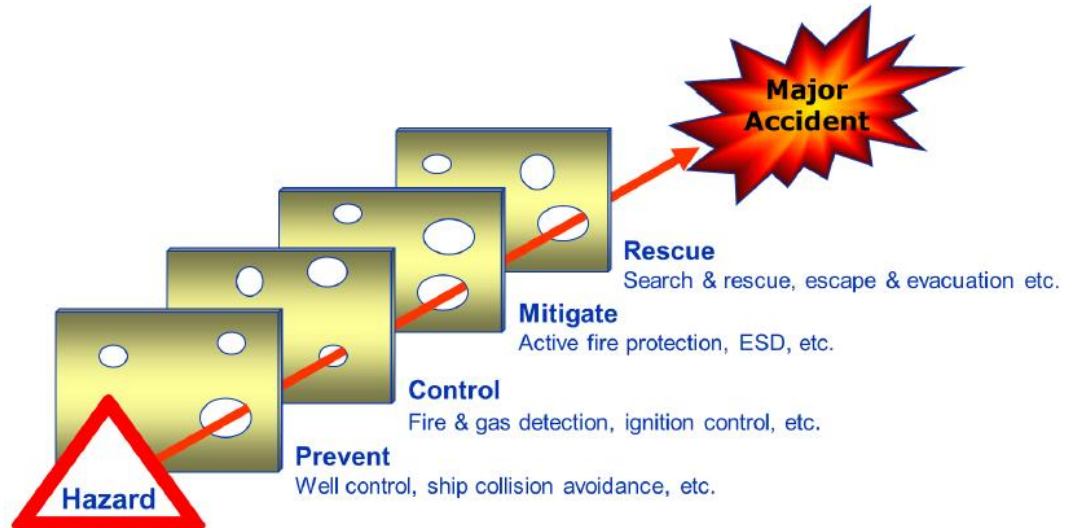 Major
Accident
Rescue
Search & rescue, escape & evacuation etc.
Mitigate
Active fire protection, ESD, etc.
Control
Fire & gas detection, ignition control, etc.
Prevent
Well control, ship collision avoidance, etc.
Hazard